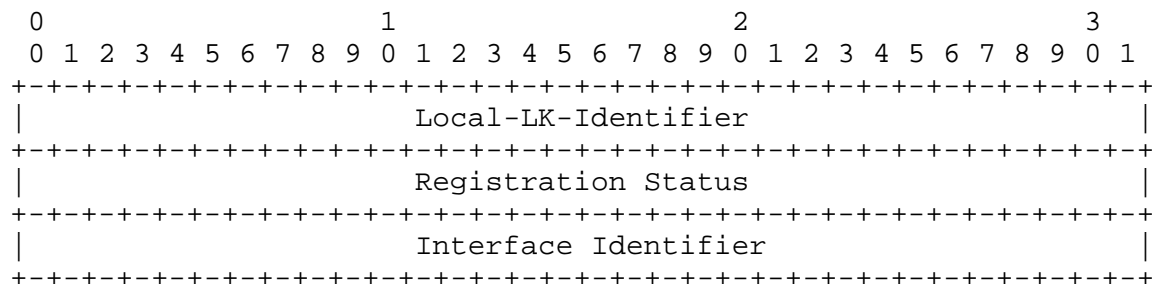 0                   1                   2                   3
 0 1 2 3 4 5 6 7 8 9 0 1 2 3 4 5 6 7 8 9 0 1 2 3 4 5 6 7 8 9 0 1
+-+-+-+-+-+-+-+-+-+-+-+-+-+-+-+-+-+-+-+-+-+-+-+-+-+-+-+-+-+-+-+-+
|                      Local-LK-Identifier                      |
+-+-+-+-+-+-+-+-+-+-+-+-+-+-+-+-+-+-+-+-+-+-+-+-+-+-+-+-+-+-+-+-+
|                      Registration Status                      |
+-+-+-+-+-+-+-+-+-+-+-+-+-+-+-+-+-+-+-+-+-+-+-+-+-+-+-+-+-+-+-+-+
|                      Interface Identifier                     |
+-+-+-+-+-+-+-+-+-+-+-+-+-+-+-+-+-+-+-+-+-+-+-+-+-+-+-+-+-+-+-+-+